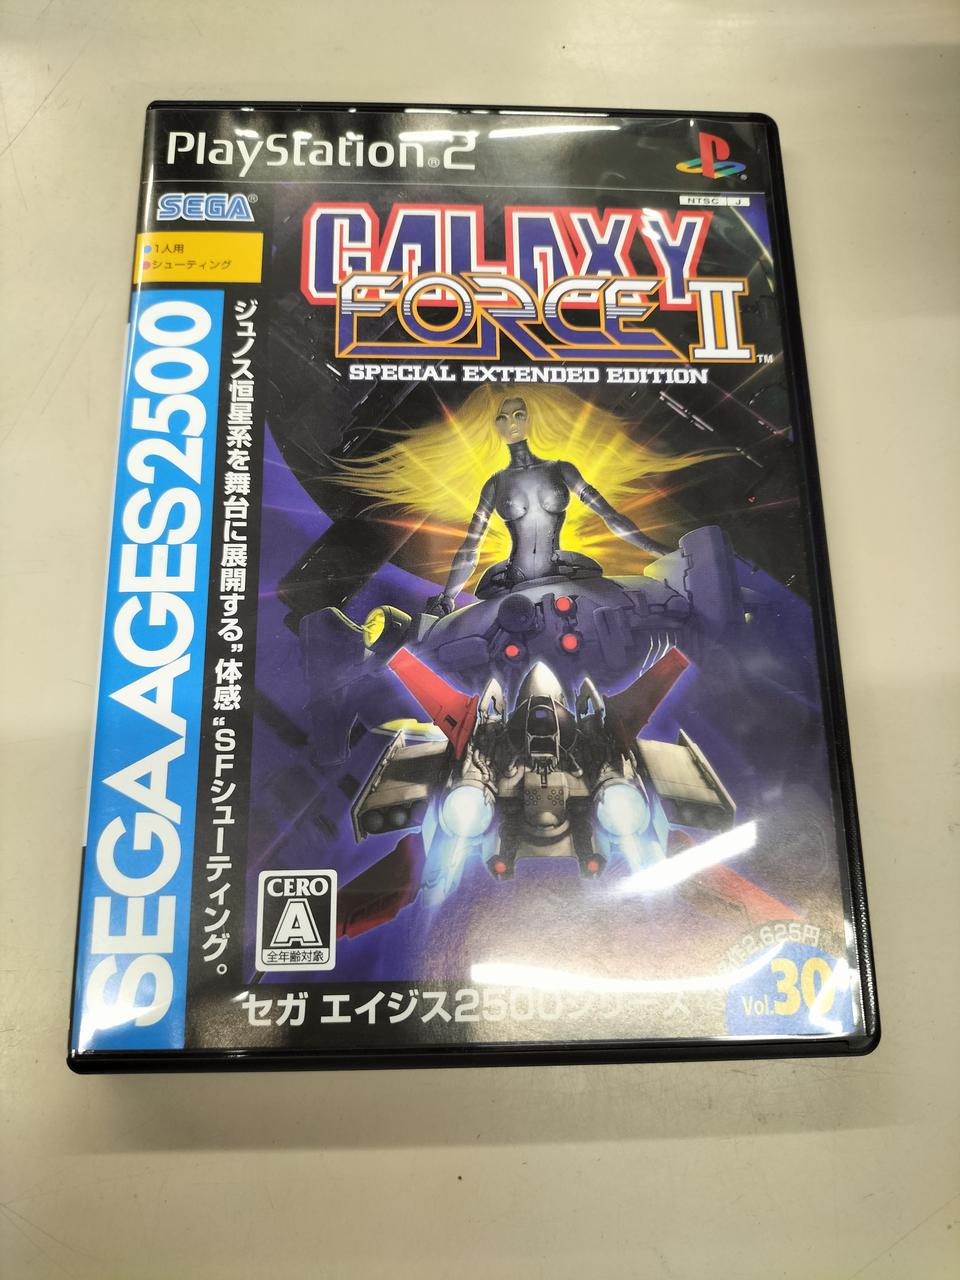 PlayStation®2
NTSC J
SEGA®
●1人用
●シューティング
GALAXY
FORCE II™
SPECIAL EXTENDED EDITION
SEGA AGES 2500
ジュノス恒星系を舞台に展開する"体感"SFシューティング。
CERO
A
全年齢対象
2,625円
セガ エイジス2500シリーズ
Vol.30